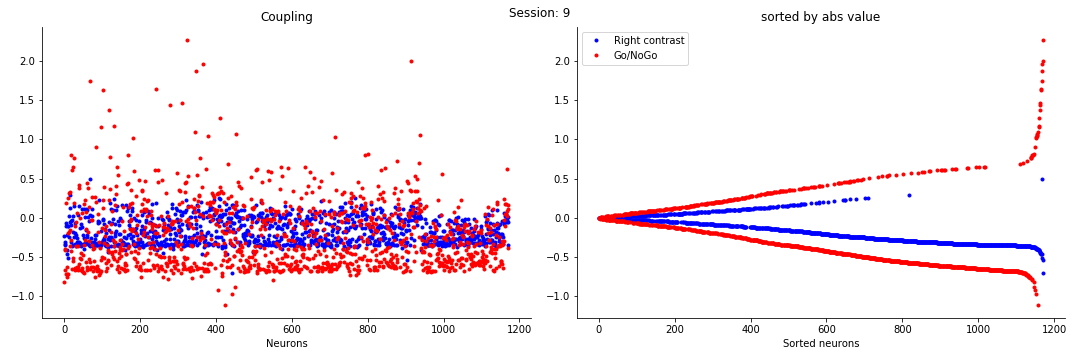 Session: 9
Coupling
2.0
1.5
1.0
0.5
0.0
−0.5
−1.0
0 200 400 600 800 1000 1200
Neurons
sorted by abs value
Right contrast
Go/NoGo
2.0
1.5
1.0
0.5
0.0
−0.5
−1.0
0 200 400 600 800 1000 1200
Sorted neurons